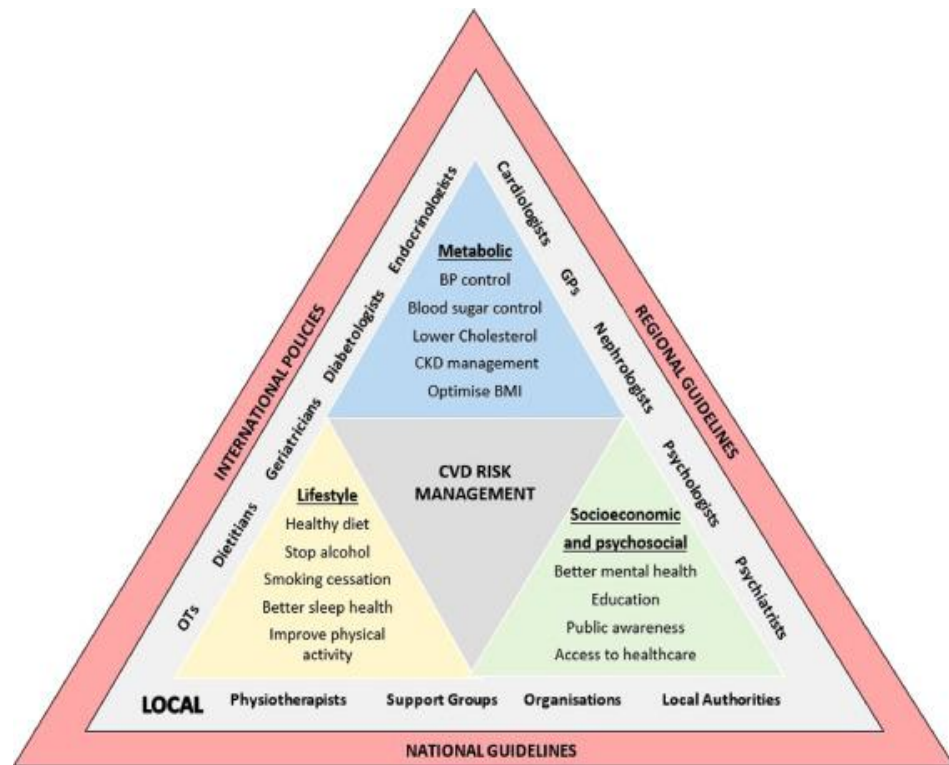 INTERNATIONAL POLICIES
REGIONAL GUIDELINES
NATIONAL GUIDELINES
Endocrinologists
Diabetologists
Geriatricians
Dietitians
OTs
Cardiologists
GPs
Nephrologists
Psychologists
Psychiatrists
Metabolic
BP control
Blood sugar control
Lower Cholesterol
CKD management
Optimise BMI
CVD RISK
MANAGEMENT
Lifestyle
Healthy diet
Stop alcohol
Smoking cessation
Better sleep health
Improve physical
activity
Socioeconomic
and psychosocial
Better mental health
Education
Public awareness
Access to healthcare
LOCAL
Physiotherapists
Support Groups
Organisations
Local Authorities